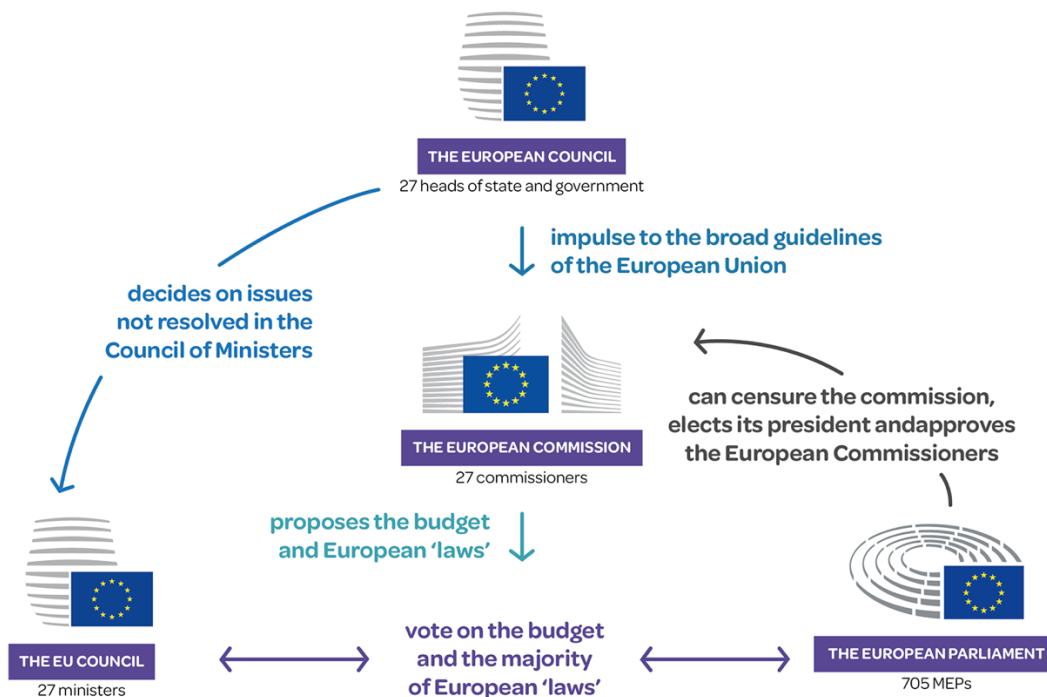 THE EUROPEAN COUNCIL
27 heads of state and government
impulse to the broad guidelines
of the European Union
decides on issues
not resolved in the
Council of Ministers
can censure the commission,
elects its president andapproves
the European Commissioners
THE EUROPEAN COMMISSION
27 commissioners
proposes the budget
and European ‘laws’
THE EU COUNCIL
27 ministers
vote on the budget
and the majority
of European ‘laws’
THE EUROPEAN PARLIAMENT
705 MEPs